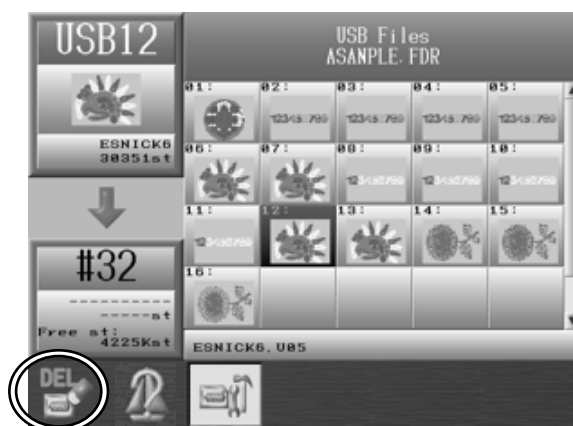 USB12
ESNICK6
30351st
#32
----------
-----st
Free st:
4225Kst
USB Files
ASANPLE.FDR
01:
02:
03:
04:
05:
06:
07:
08:
09:
10:
11:
12:
13:
14:
15:
16:
ESNICK6.U05
DEL